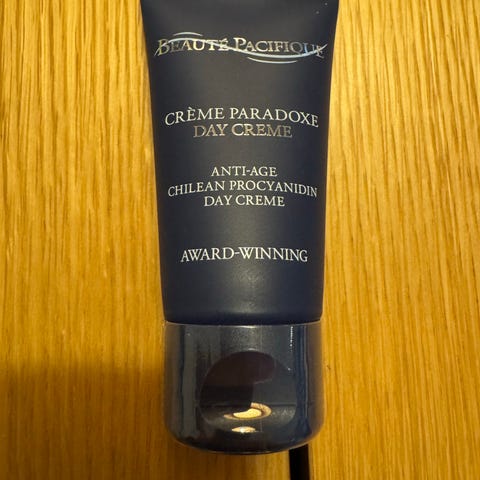 BEAUTÉ PACIFIQUE
CRÈME PARADOXE
DAY CREME
ANTI-AGE
CHILEAN PROCYANIDIN
DAY CREME
AWARD-WINNING